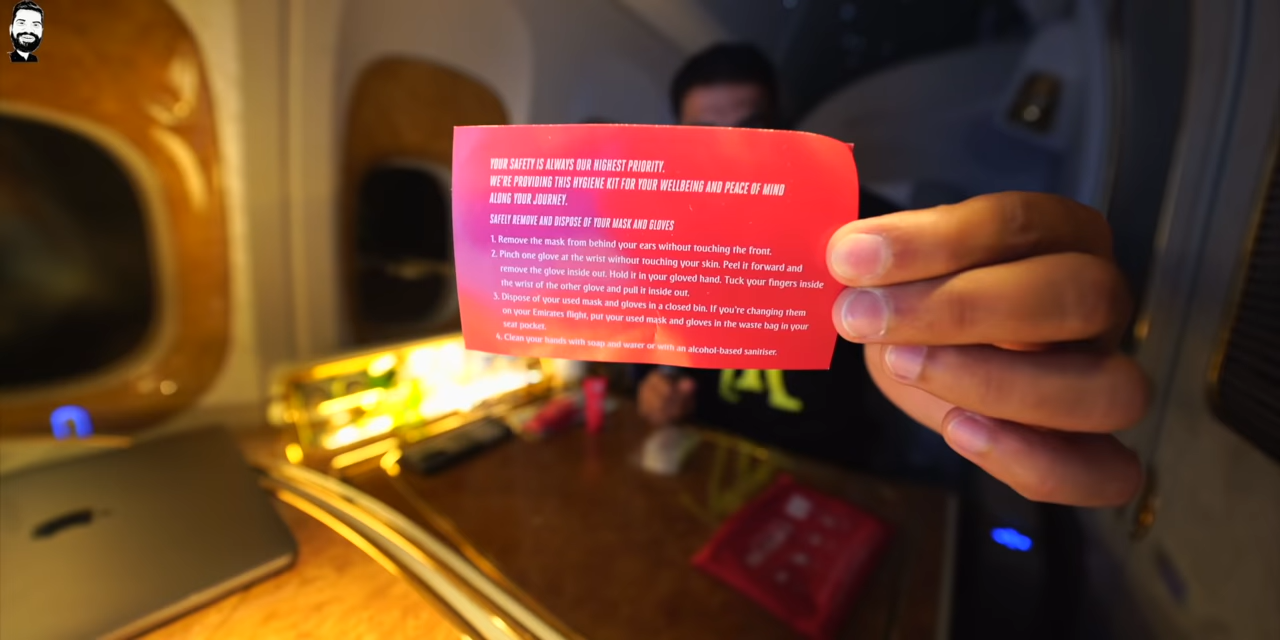 YOUR SAFETY IS ALWAYS OUR HIGHEST PRIORITY.
WE'RE PROVIDING THIS HYGIENE KIT FOR YOUR WELLBEING AND PEACE OF MIND
ALONG YOUR JOURNEY.
SAFELY REMOVE AND DISPOSE OF YOUR MASK AND GLOVES
1. Remove the mask from behind your ears without touching the front.
2. Pinch one glove at the wrist without touching your skin. Peel it forward and
remove the glove inside out. Hold it in your gloved hand. Tuck your fingers inside
the wrist of the other glove and pull it inside out.
3. Dispose of your used mask and gloves in a closed bin. If you're changing them
on your Emirates flight, put your used mask and gloves in the waste bag in your
seat pocket.
4. Clean your hands with soap and water or with an alcohol-based sanitiser.